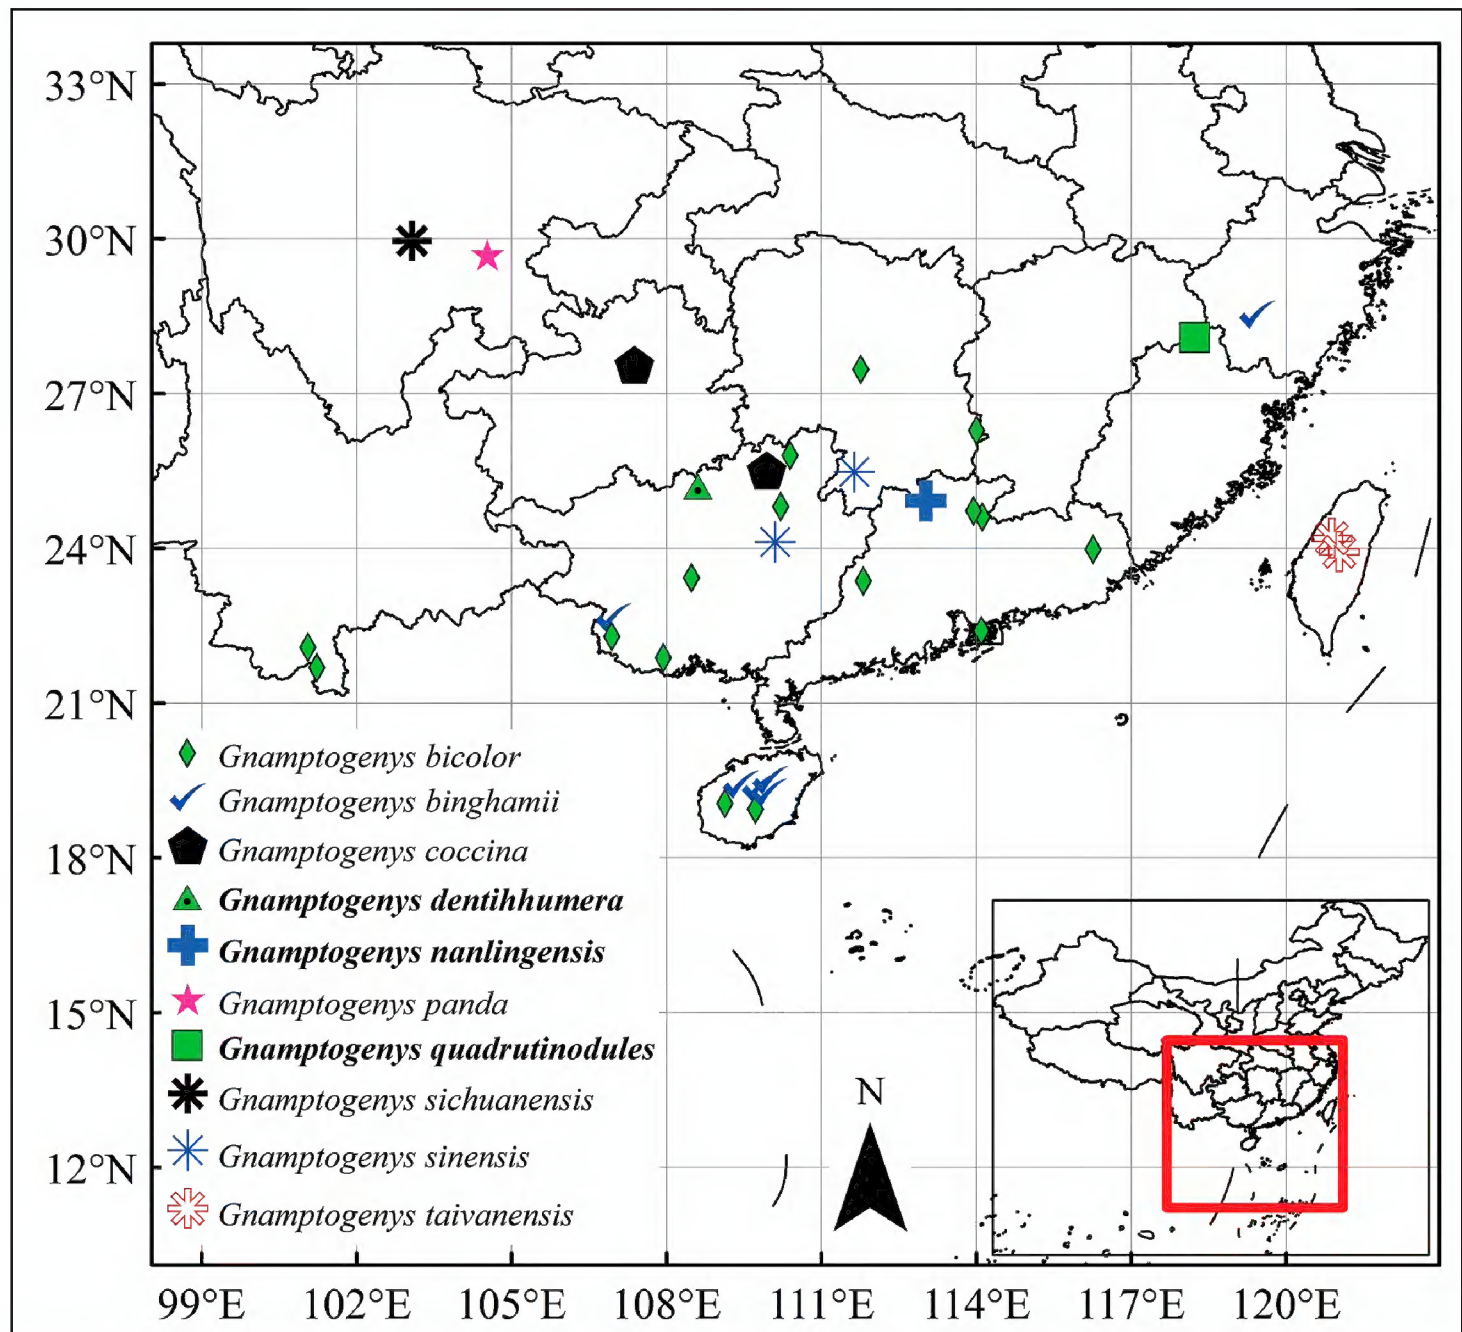 33°N
30°N
27°N
24°N
21°N
18°N
15°N
12°N
Gnamptogenys bicolor
Gnamptogenys binghamii
Gnamptogenys coccina
Gnamptogenys dentihhumera
Gnamptogenys nanlingensis
Gnamptogenys panda
Gnamptogenys quadrutinodules
Gnamptogenys sichuanensis
Gnamptogenys sinensis
Gnamptogenys taivanensis
N
99°E 102°E 105°E 108°E 111°E 114°E 117°E 120°E